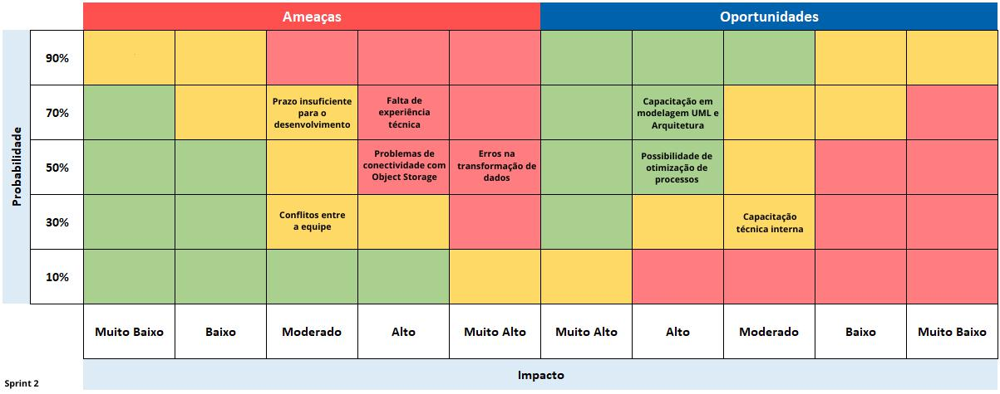 Ameaças
Oportunidades
Probabilidade
90%
70%
Prazo insuficiente
para o
desenvolvimento
Falta de
experiência
técnica
Capacitação em
modelagem UML e
Arquitetura
50%
Problemas de
conectividade com
Object Storage
Erros na
transformação de
dados
Possibilidade de
otimização de
processos
30%
Conflitos entre
a equipe
Capacitação
técnica interna
10%
Muito Baixo
Baixo
Moderado
Alto
Muito Alto
Muito Alto
Alto
Moderado
Baixo
Muito Baixo
Impacto
Sprint 2